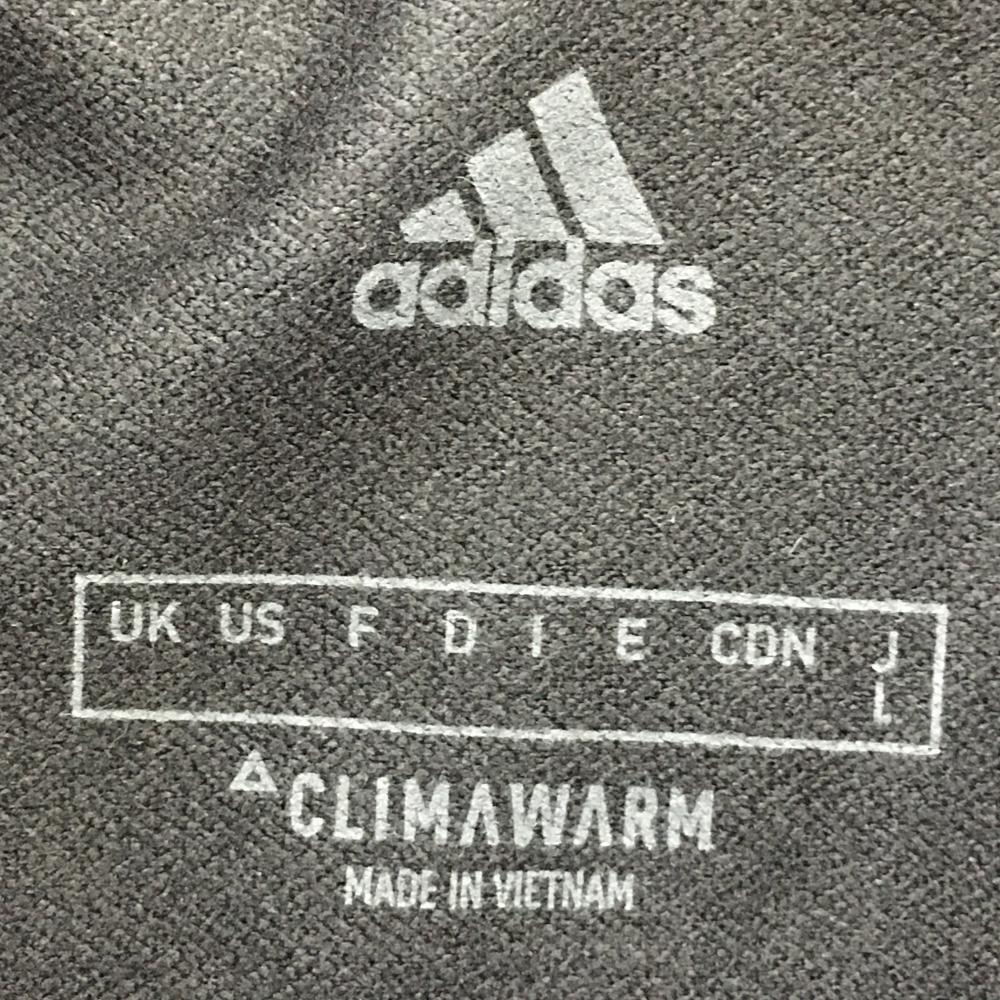 adidas
UK US F D I E CDN J
L
CLIMAWARM
MADE IN VIETNAM